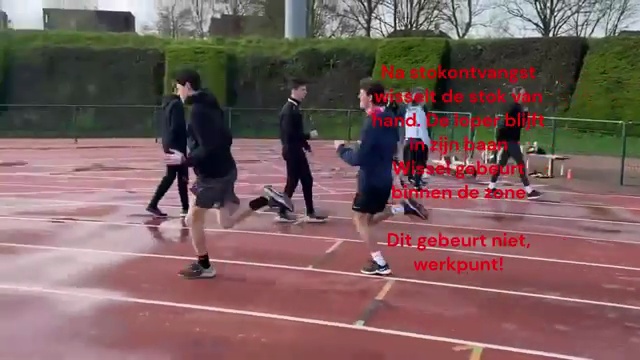 Na stokontvangst
wisselt de stok van
hand. De loper blijft
in zijn baan
Wissel gebeurt
binnen de zone
Dit gebeurt niet,
werkpunt!